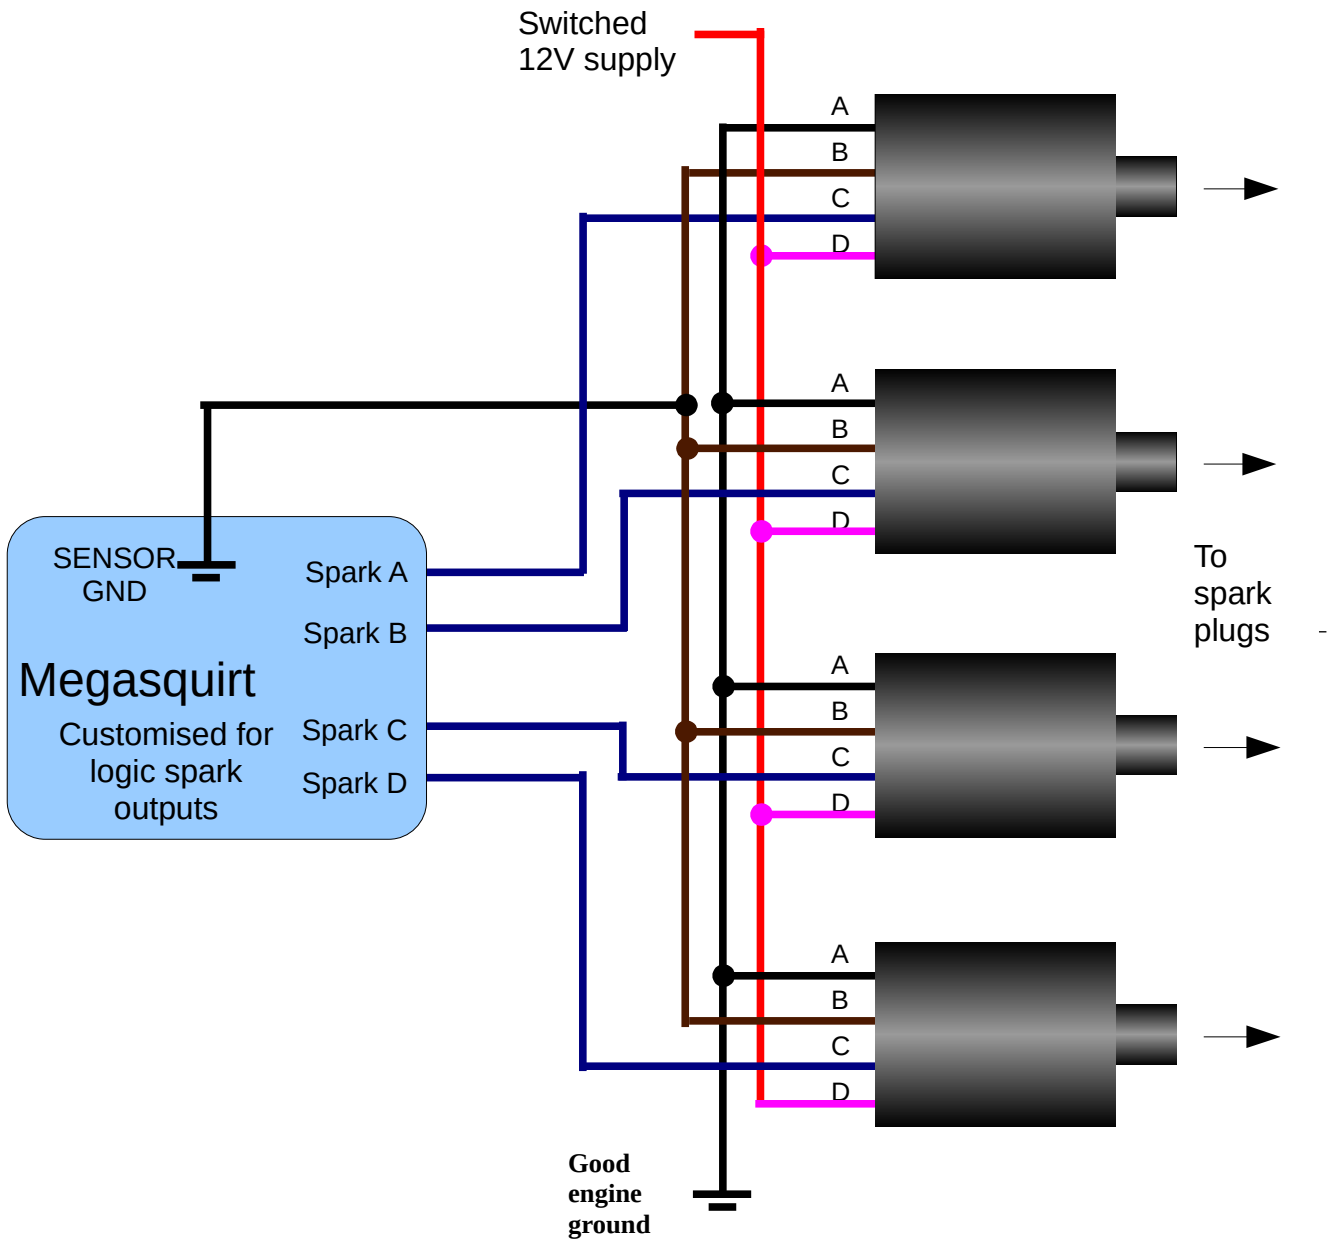 Switched
12V supply
A
B
C
D
A
B
C
D
SENSOR
GND
Spark A
Spark B
Megasquirt
Customised for
logic spark
outputs
Spark C
Spark D
To
spark
plugs
A
B
C
D
A
B
C
D
Good
engine
ground